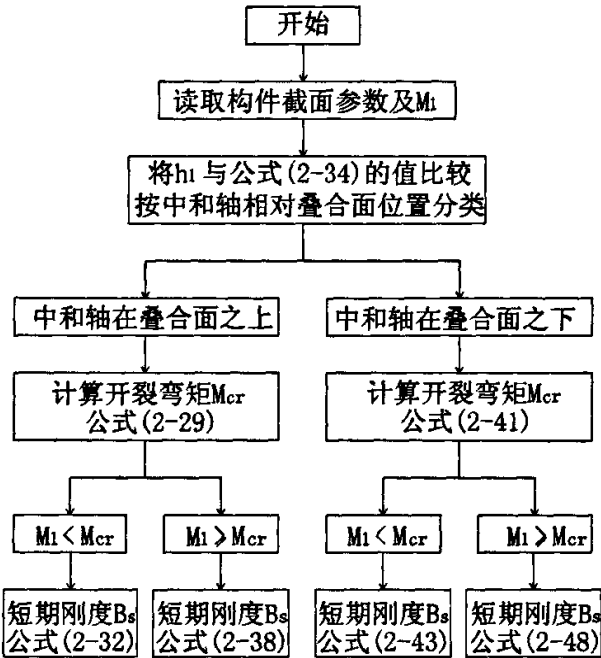 开始
读取构件截面参数及M1
将h1与公式(2-34)的值比较
按中和轴相对叠合面位置分类
中和轴在叠合面之上
中和轴在叠合面之下
计算开裂弯矩Mcr
公式(2-29)
计算开裂弯矩Mcr
公式(2-41)
M1<Mcr
M1>Mcr
M1<Mcr
M1>Mcr
短期刚度Bs
公式(2-32)
短期刚度Bs
公式(2-38)
短期刚度Bs
公式(2-43)
短期刚度Bs
公式(2-48)